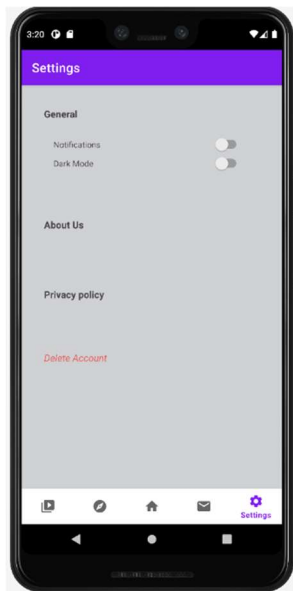 3:20
Settings
General
Notifications
Dark Mode
About Us
Privacy policy
Delete Account
Settings